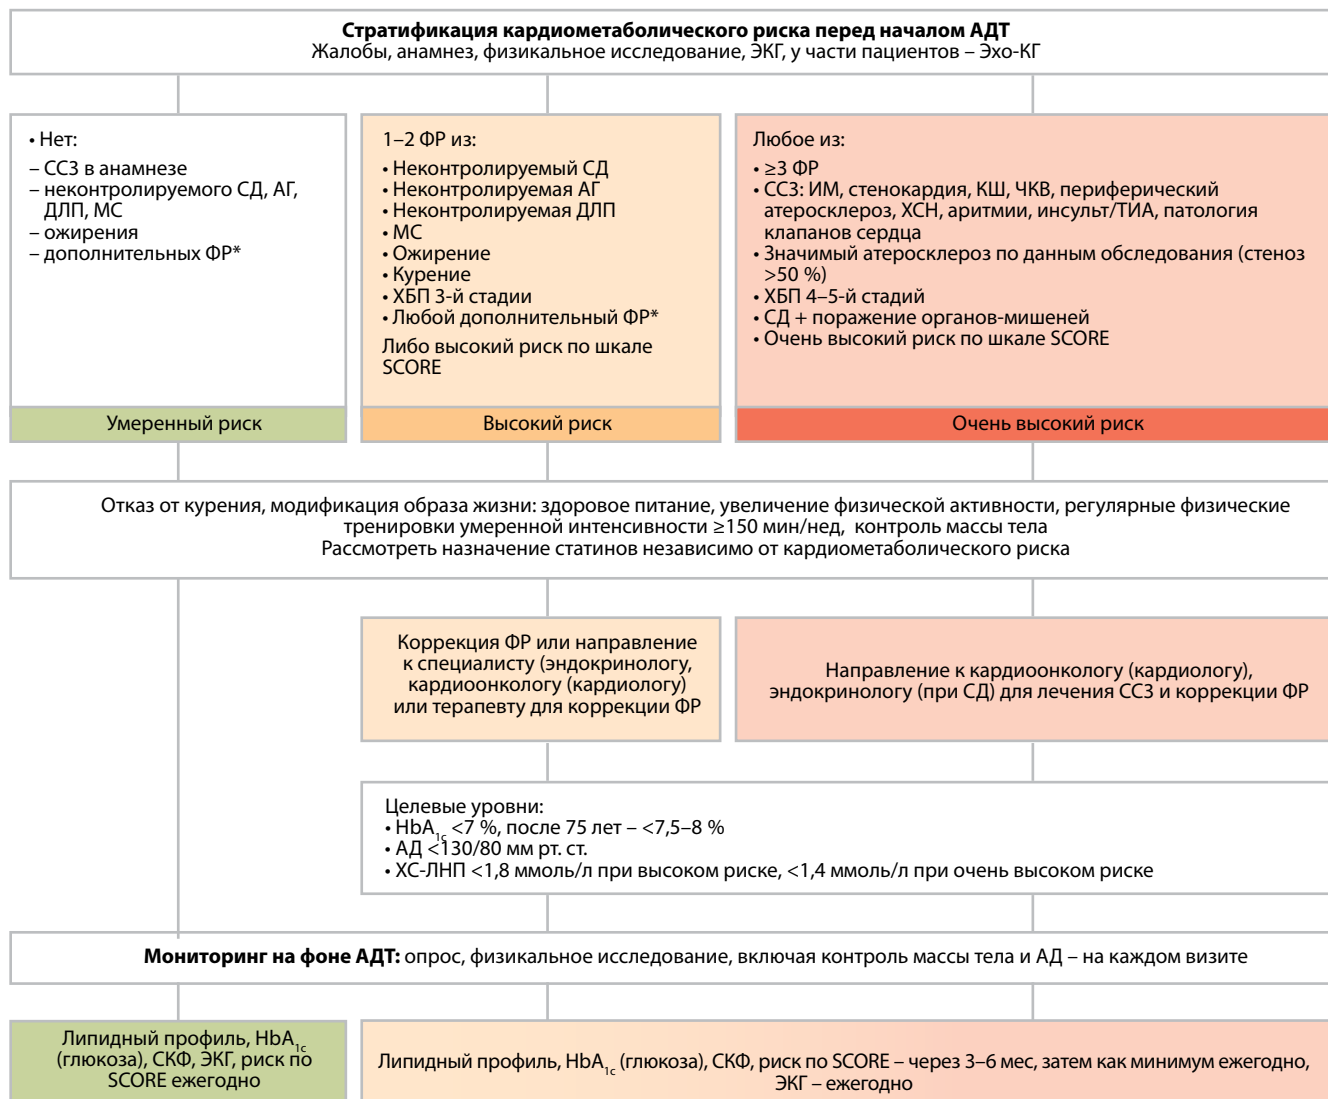 Стратификация кардиометаболического риска перед началом АДТ
Жалобы, анамнез, физикальное исследование, ЭКГ, у части пациентов – Эхо-КГ
• Нет:
– ССЗ в анамнезе
– неконтролируемого СД, АГ,
ДЛП, МС
– ожирения
– дополнительных ФР*
Умеренный риск
1–2 ФР из:
• Неконтролируемый СД
• Неконтролируемая АГ
• Неконтролируемая ДЛП
• МС
• Ожирение
• Курение
• ХБП 3-й стадии
• Любой дополнительный ФР*
Либо высокий риск по шкале
SCORE
Высокий риск
Любое из:
• ≥3 ФР
• ССЗ: ИМ, стенокардия, КШ, ЧКВ, периферический
атеросклероз, ХСН, аритмии, инсульт/ТИА, патология
клапанов сердца
• Значимый атеросклероз по данным обследования (стеноз
>50 %)
• ХБП 4–5-й стадий
• СД + поражение органов-мишеней
• Очень высокий риск по шкале SCORE
Очень высокий риск
Отказ от курения, модификация образа жизни: здоровое питание, увеличение физической активности, регулярные физические
тренировки умеренной интенсивности ≥150 мин/нед, контроль массы тела
Рассмотреть назначение статинов независимо от кардиометаболического риска
Коррекция ФР или направление
к специалисту (эндокринологу,
кардиоонкологу (кардиологу)
или терапевту для коррекции ФР
Направление к кардиоонкологу (кардиологу),
эндокринологу (при СД) для лечения ССЗ и коррекции ФР
Целевые уровни:
• HbA1c <7 %, после 75 лет – <7,5–8 %
• АД <130/80 мм рт. ст.
• ХС-ЛНП <1,8 ммоль/л при высоком риске, <1,4 ммоль/л при очень высоком риске
Мониторинг на фоне АДТ: опрос, физикальное исследование, включая контроль массы тела и АД – на каждом визите
Липидный профиль, HbA1c
(глюкоза), СКФ, ЭКГ, риск по
SCORE ежегодно
Липидный профиль, HbA1c (глюкоза), СКФ, риск по SCORE – через 3–6 мес, затем как минимум ежегодно,
ЭКГ – ежегодно